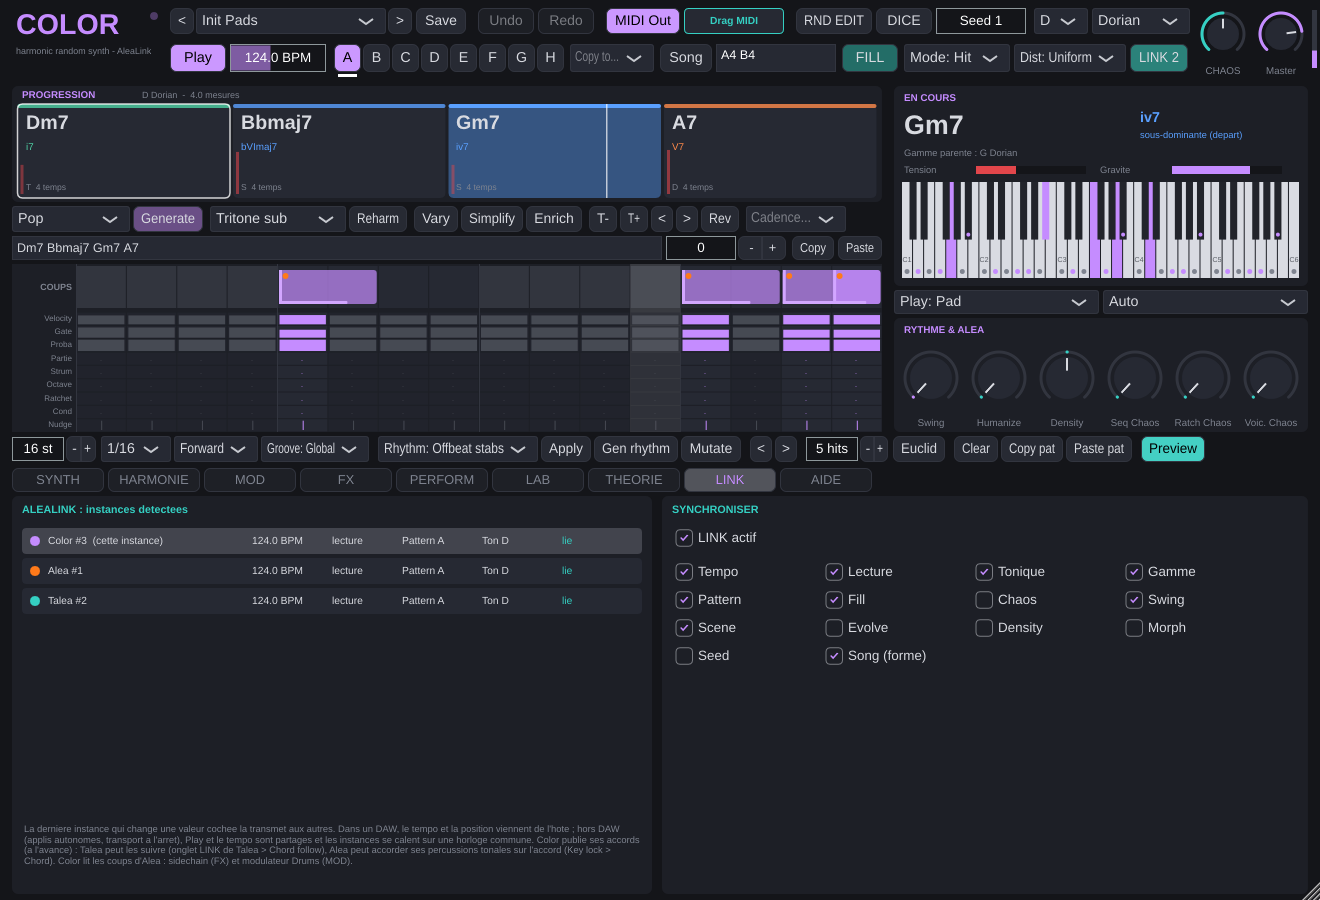 COLOR
harmonic random synth - AleaLink
< Init Pads > Save Undo Redo MIDI Out Drag MIDI RND EDIT DICE Seed 1 D Dorian
Play 124.0 BPM A B C D E F G H Copy to... Song A4 B4 FILL Mode: Hit Dist: Uniform LINK 2
CHAOS Master
PROGRESSION D Dorian - 4.0 mesures
Dm7 Bbmaj7 Gm7 A7
i7 bVImaj7 iv7 V7
T 4 temps S 4 temps S 4 temps D 4 temps
EN COURS
Gm7 iv7
sous-dominante (depart)
Gamme parente : G Dorian
Tension Gravite
C1 C2 C3 C4 C5 C6
Pop Generate Tritone sub Reharm Vary Simplify Enrich T- T+ < > Rev Cadence...
Dm7 Bbmaj7 Gm7 A7 0 - + Copy Paste
Play: Pad Auto
COUPS
Velocity
Gate
Proba
Partie
Strum
Octave
Ratchet
Cond
Nudge
RYTHME & ALEA
Swing Humanize Density Seq Chaos Ratch Chaos Voic. Chaos
16 st - + 1/16 Forward Groove: Global Rhythm: Offbeat stabs Apply Gen rhythm Mutate < > 5 hits - + Euclid Clear Copy pat Paste pat Preview
SYNTH HARMONIE MOD FX PERFORM LAB THEORIE LINK AIDE
ALEALINK : instances detectees
Color #3 (cette instance) 124.0 BPM lecture Pattern A Ton D lie
Alea #1 124.0 BPM lecture Pattern A Ton D lie
Talea #2 124.0 BPM lecture Pattern A Ton D lie
La derniere instance qui change une valeur cochee la transmet aux autres. Dans un DAW, le tempo et la position viennent de l'hote ; hors DAW
(applis autonomes, transport a l'arret), Play et le tempo sont partages et les instances se calent sur une horloge commune. Color publie ses accords
(a l'avance) : Talea peut les suivre (onglet LINK de Talea > Chord follow), Alea peut accorder ses percussions tonales sur l'accord (Key lock >
Chord). Color lit les coups d'Alea : sidechain (FX) et modulateur Drums (MOD).
SYNCHRONISER
LINK actif
Tempo Lecture Tonique Gamme
Pattern Fill Chaos Swing
Scene Evolve Density Morph
Seed Song (forme)